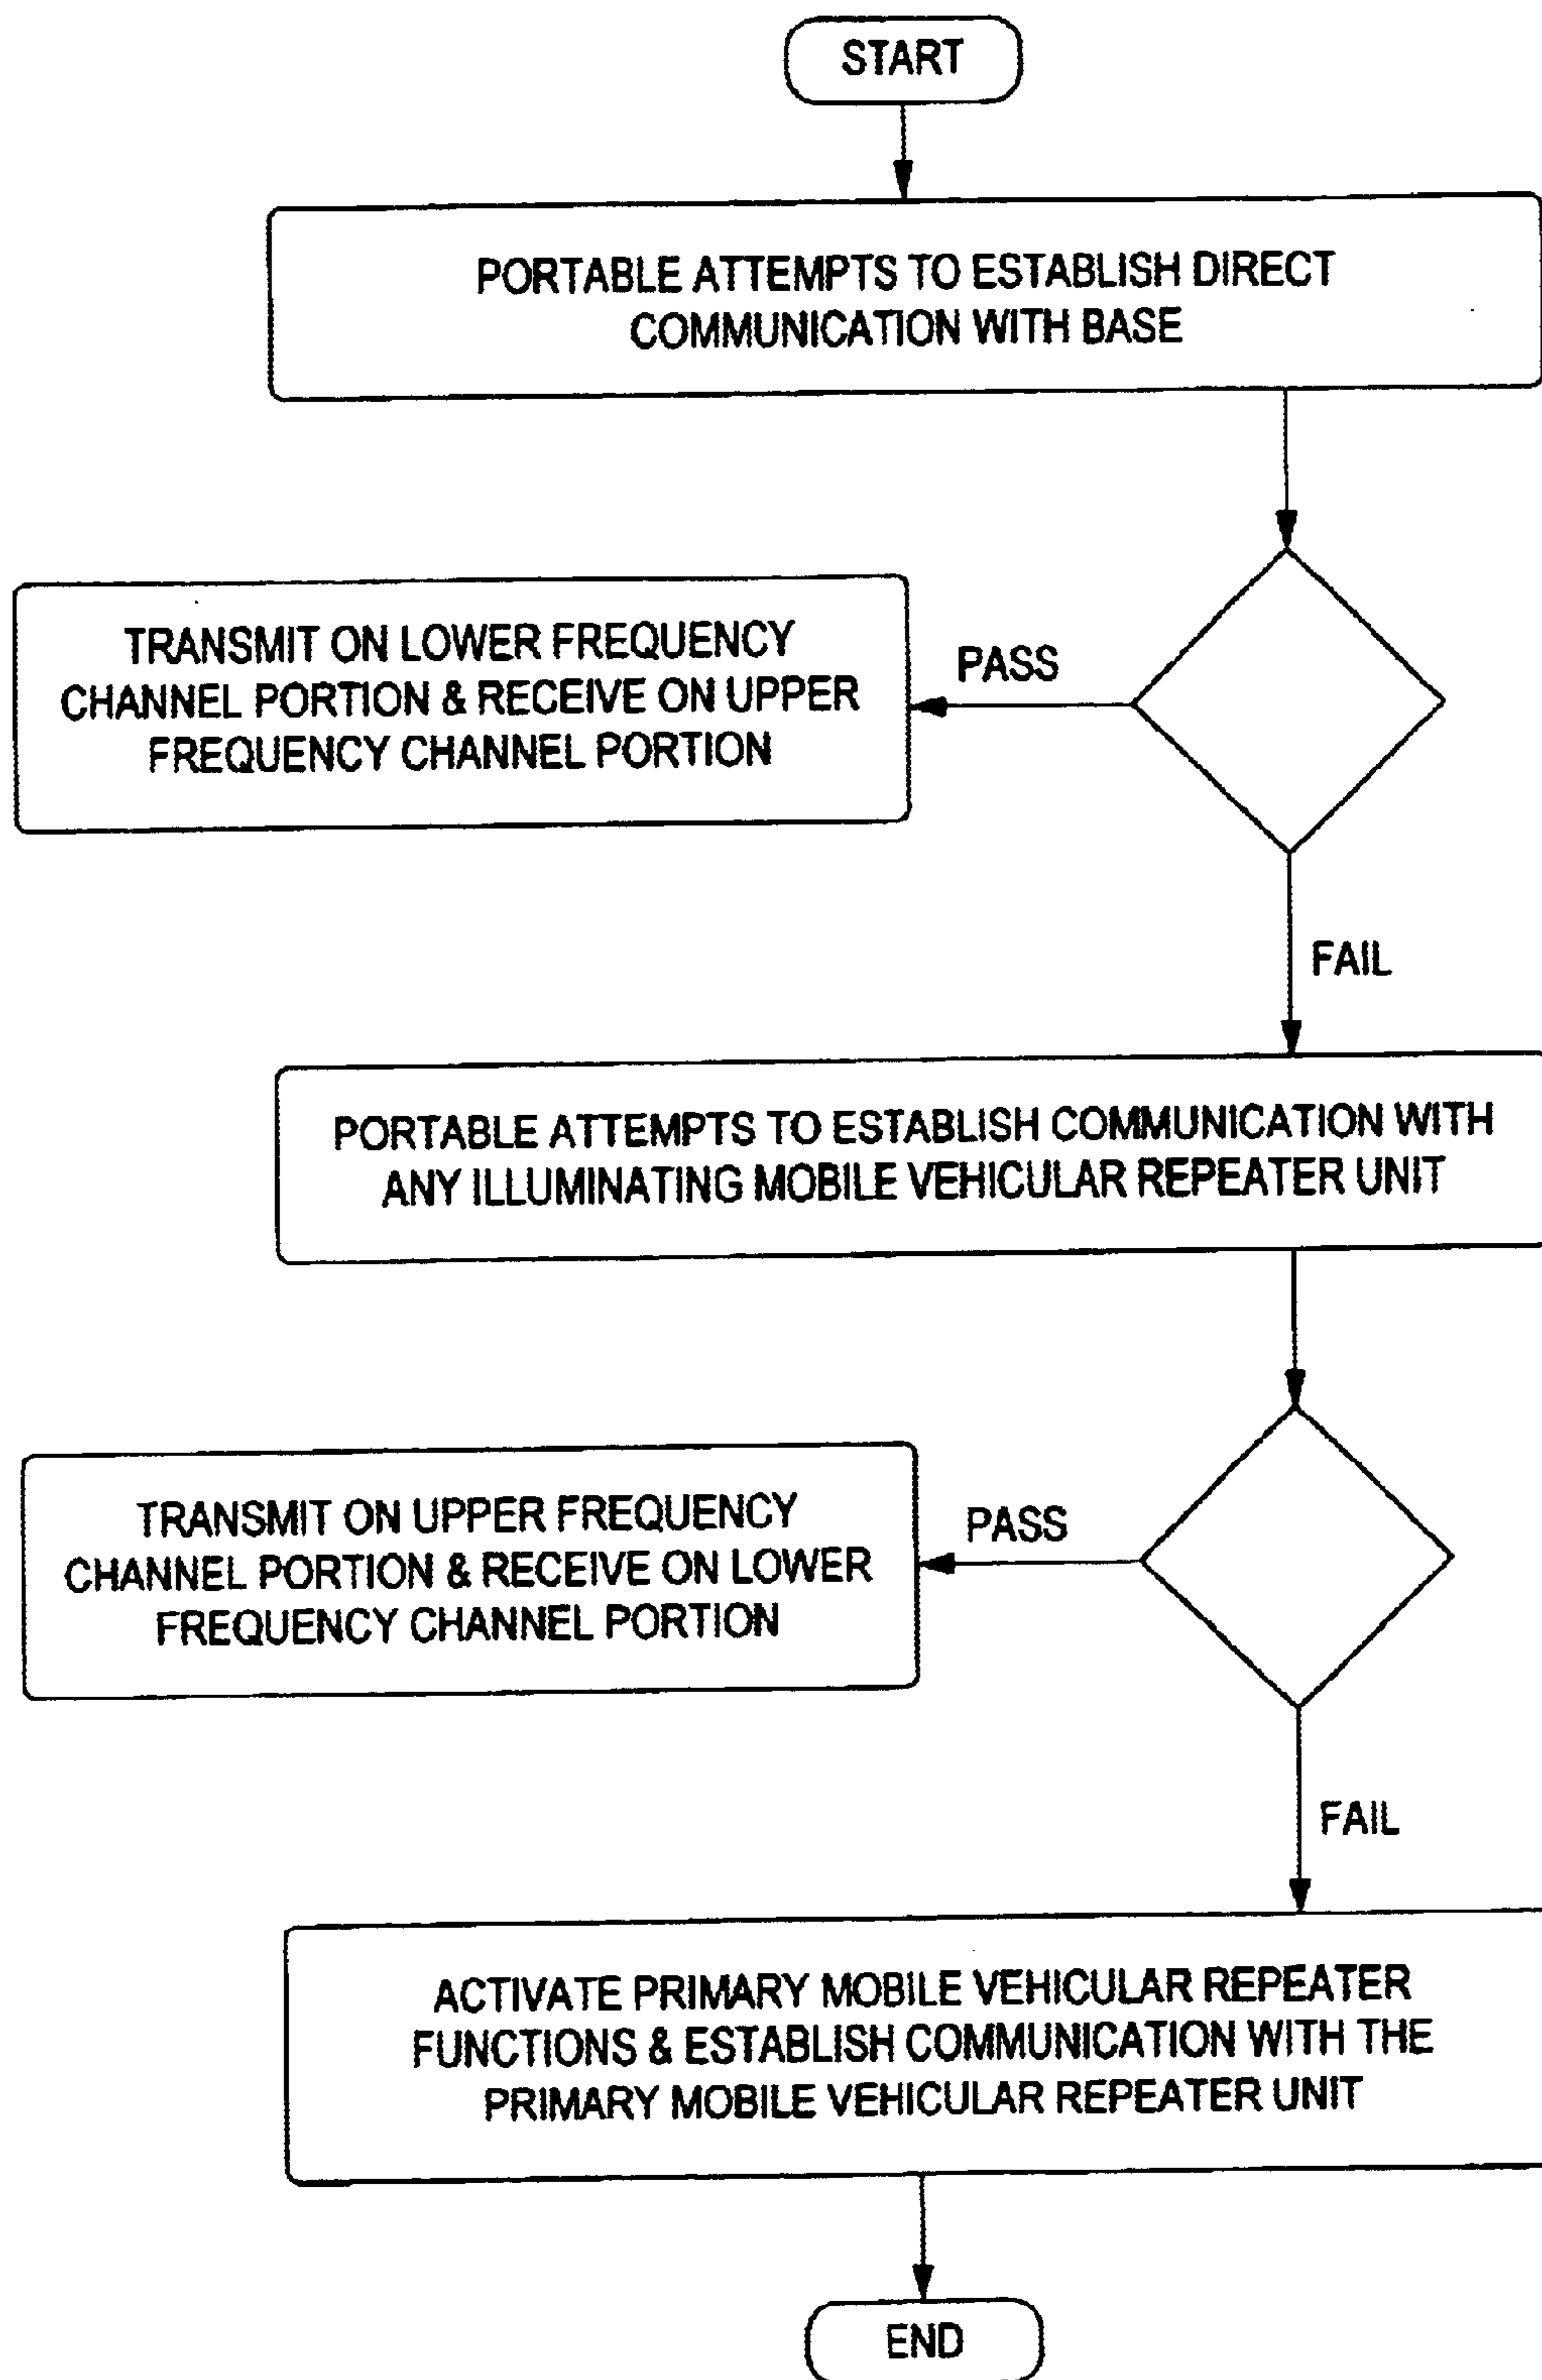 START
PORTABLE ATTEMPTS TO ESTABLISH DIRECT
COMMUNICATION WITH BASE
TRANSMIT ON LOWER FREQUENCY
CHANNEL PORTION & RECEIVE ON UPPER
FREQUENCY CHANNEL PORTION
PASS
FAIL
PORTABLE ATTEMPTS TO ESTABLISH COMMUNICATION WITH
ANY ILLUMINATING MOBILE VEHICULAR REPEATER UNIT
TRANSMIT ON UPPER FREQUENCY
CHANNEL PORTION & RECEIVE ON LOWER
FREQUENCY CHANNEL PORTION
PASS
FAIL
ACTIVATE PRIMARY MOBILE VEHICULAR REPEATER
FUNCTIONS & ESTABLISH COMMUNICATION WITH THE
PRIMARY MOBILE VEHICULAR REPEATER UNIT
END